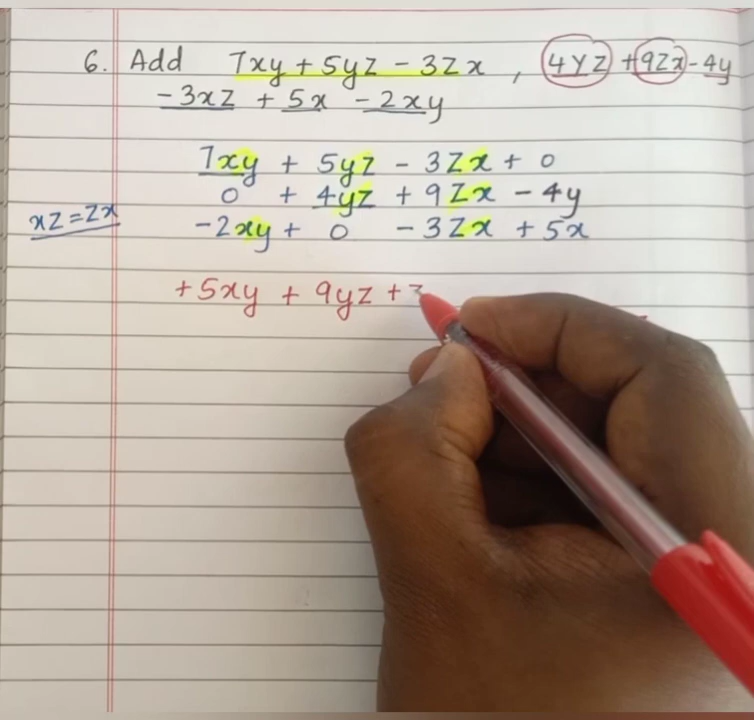 6. Add 7xy + 5yz - 3zx , 4yz + 9zx - 4y
- 3xz + 5x - 2xy
7xy + 5yz - 3zx + 0
0 + 4yz + 9zx - 4y
xz = zx
-2xy + 0 - 3zx + 5x
+5xy + 9yz +